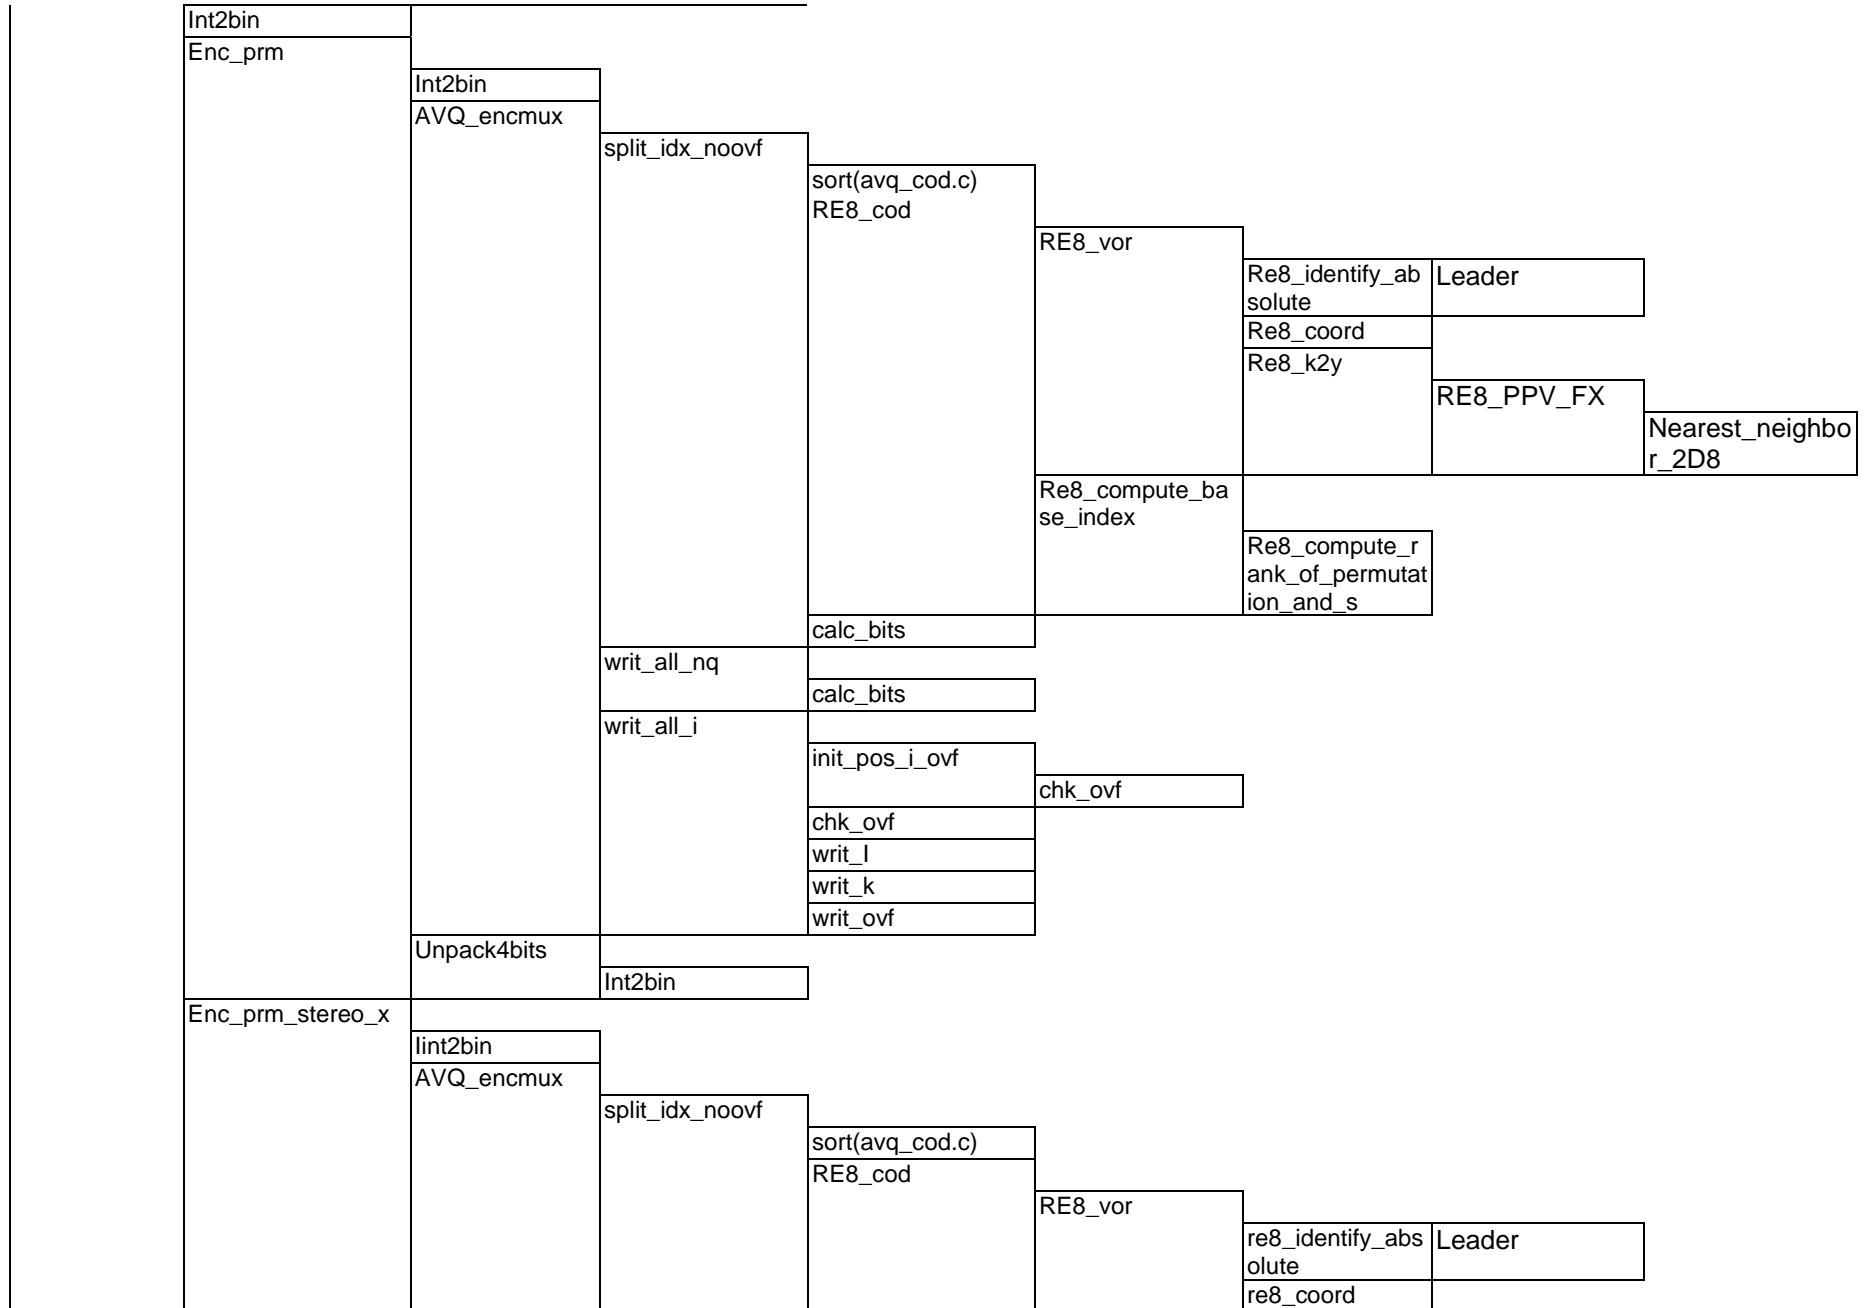 Int2bin
Enc_prm
Int2bin
AVQ_encmux
split_idx_noovf
sort(avq_cod.c)
RE8_cod
RE8_vor
Re8_identify_ab
solute
Leader
Re8_coord
Re8_k2y
RE8_PPV_FX
Nearest_neighbo
r_2D8
Re8_compute_ba
se_index
Re8_compute_r
ank_of_permutat
ion_and_s
calc_bits
writ_all_nq
calc_bits
writ_all_i
init_pos_i_ovf
chk_ovf
chk_ovf
writ_I
writ_k
writ_ovf
Unpack4bits
Int2bin
Enc_prm_stereo_x
Iint2bin
AVQ_encmux
split_idx_noovf
sort(avq_cod.c)
RE8_cod
RE8_vor
re8_identify_abs
olute
Leader
re8_coord